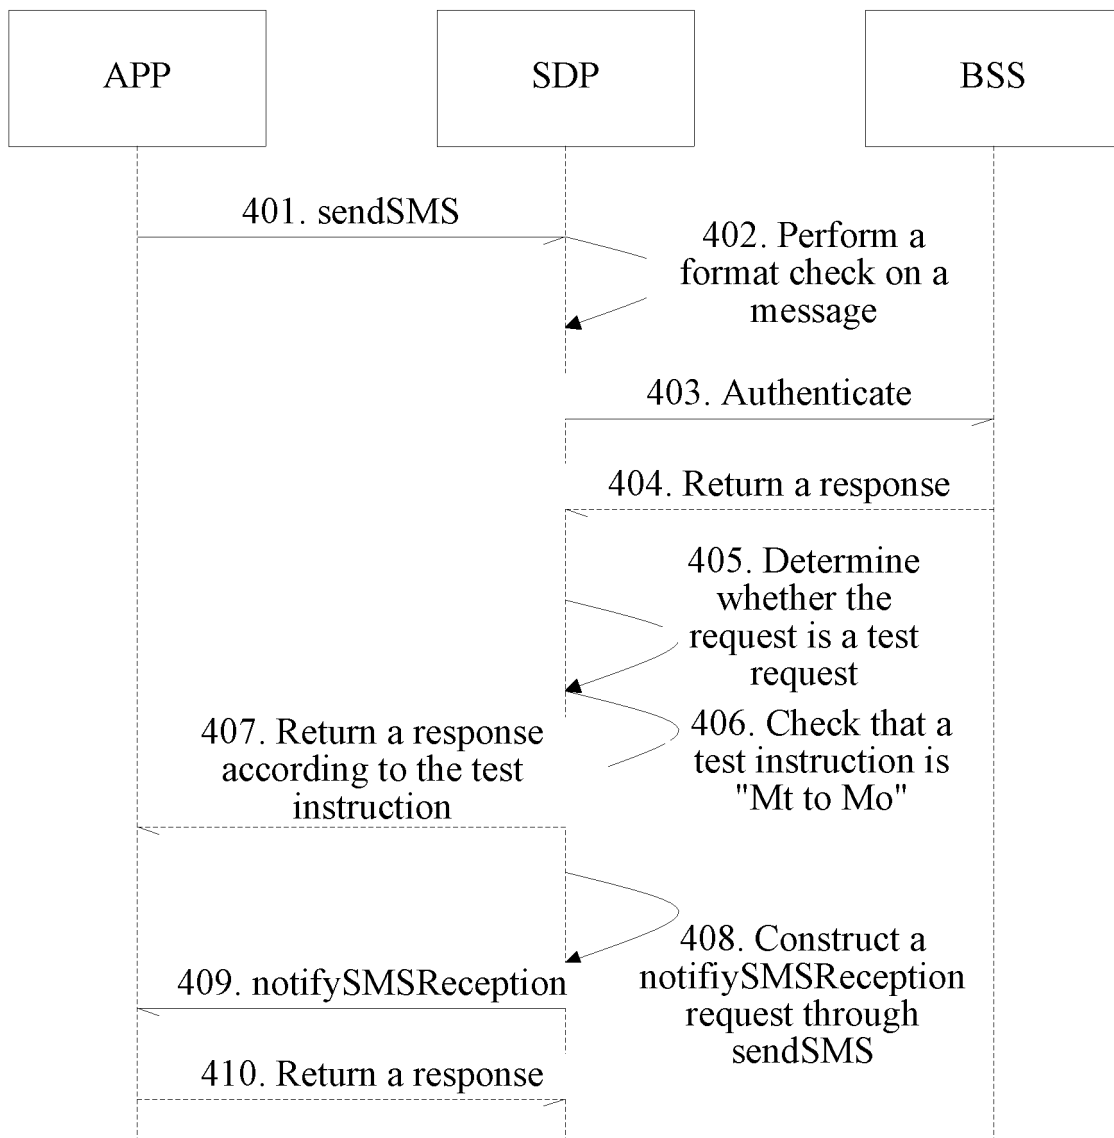 APP
SDP
BSS
401. sendSMS
402. Perform a
format check on a
message
403. Authenticate
404. Return a response
405. Determine
whether the
request is a test
request
406. Check that a
test instruction is
"Mt to Mo"
407. Return a response
according to the test
instruction
408. Construct a
notifiySMSReception
request through
sendSMS
409. notifySMSReception
410. Return a response